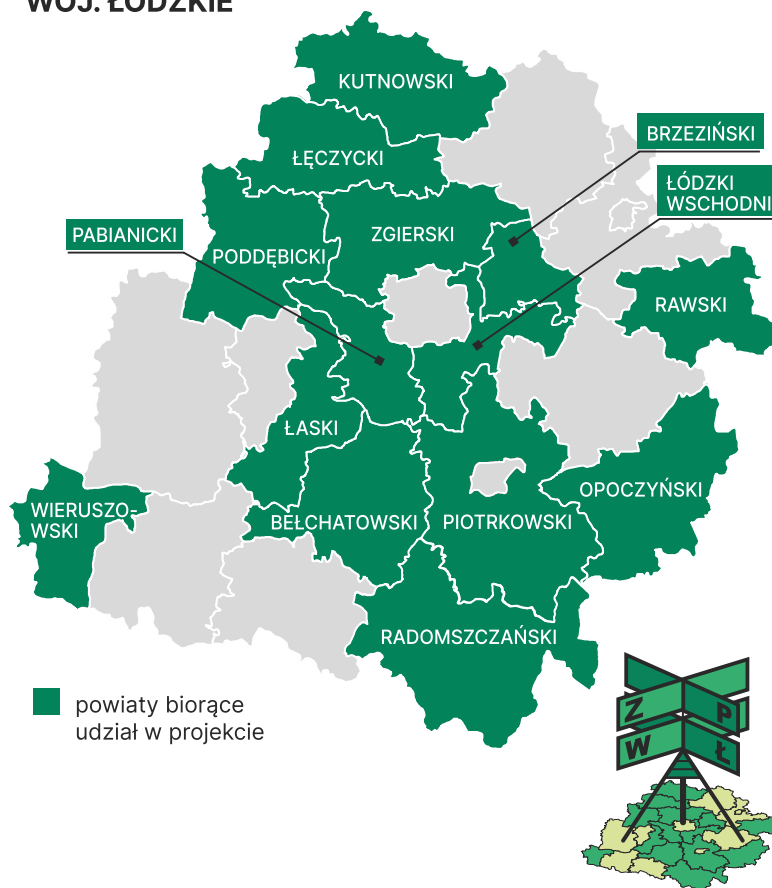 WOJ. ŁÓDZKIE
KUTNOWSKI
BRZEZIŃSKI
ŁĘCZYCKI
ŁÓDZKI
WSCHODNI
PABIANICKI
ZGIERSKI
PODDĘBICKI
RAWSKI
ŁASKI
OPOCZYŃSKI
WIERUSZO-
WSKI
BEŁCHATOWSKI
PIOTRKOWSKI
RADOMSZCZAŃSKI
powiaty biorące
udział w projekcie
Z P
W Ł